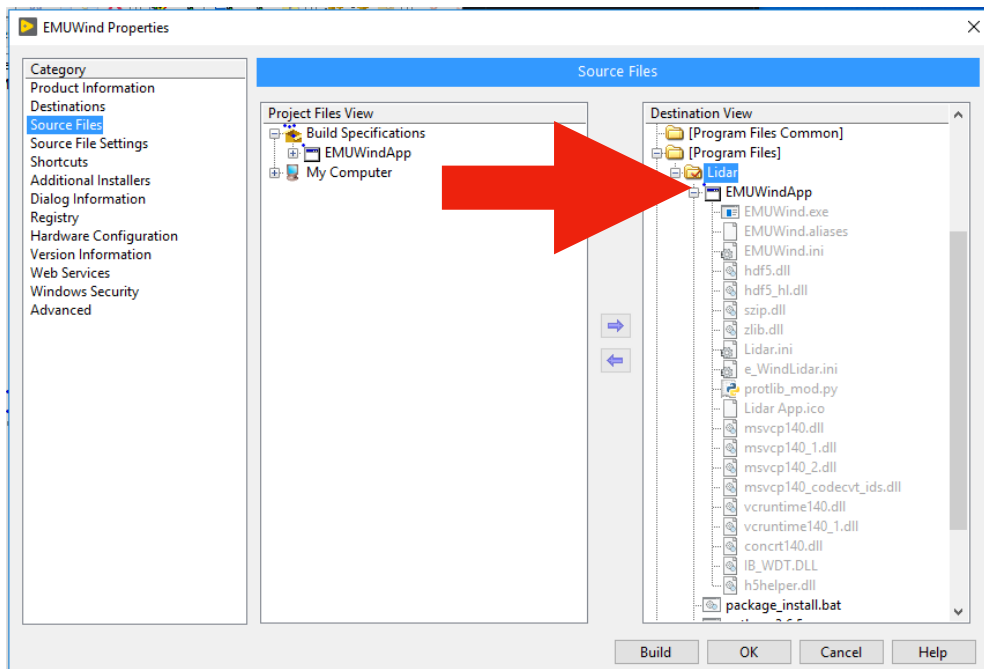 EMUWind Properties
Category
Product Information
Destinations
Source Files
Source File Settings
Shortcuts
Additional Installers
Dialog Information
Registry
Hardware Configuration
Version Information
Web Services
Windows Security
Advanced
Source Files
Project Files View
Build Specifications
EMUWindApp
My Computer
Destination View
[Program Files Common]
[Program Files]
Lidar
EMUWindApp
EMUWind.exe
EMUWind.aliases
EMUWind.ini
hdf5.dll
hdf5_hl.dll
szip.dll
zlib.dll
Lidar.ini
e_WindLidar.ini
protlib_mod.py
Lidar App.ico
msvcp140.dll
msvcp140_1.dll
msvcp140_2.dll
msvcp140_codecvt_ids.dll
vcruntime140.dll
vcruntime140_1.dll
concrt140.dll
IB_WDT.DLL
h5helper.dll
package_install.bat
Build
OK
Cancel
Help